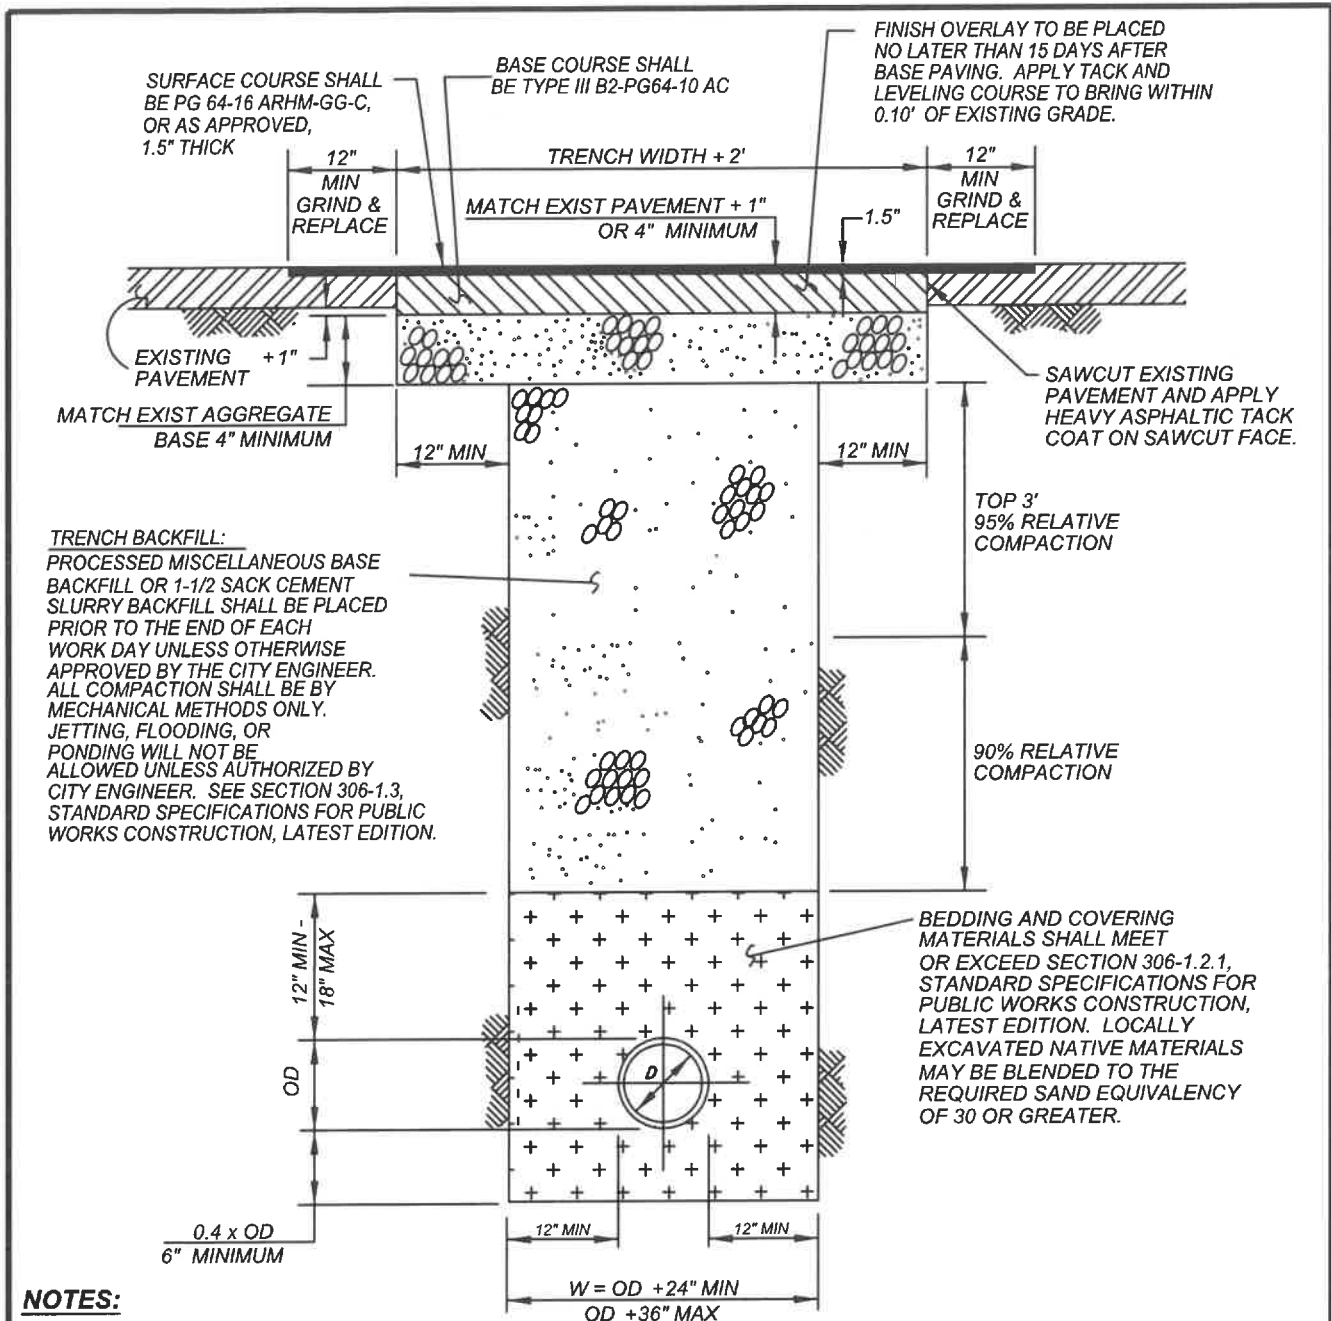 SURFACE COURSE SHALL
BE PG 64-16 ARHM-GG-C,
OR AS APPROVED,
1.5" THICK
BASE COURSE SHALL
BE TYPE III B2-PG64-10 AC
FINISH OVERLAY TO BE PLACED
NO LATER THAN 15 DAYS AFTER
BASE PAVING. APPLY TACK AND
LEVELING COURSE TO BRING WITHIN
0.10' OF EXISTING GRADE.
12"
MIN
GRIND &
REPLACE
TRENCH WIDTH + 2'
12"
MIN
GRIND &
REPLACE
MATCH EXIST PAVEMENT + 1"
OR 4" MINIMUM
1.5"
EXISTING
PAVEMENT
+1"
MATCH EXIST AGGREGATE
BASE 4" MINIMUM
12" MIN
12" MIN
SAWCUT EXISTING
PAVEMENT AND APPLY
HEAVY ASPHALTIC TACK
COAT ON SAWCUT FACE.
TOP 3'
95% RELATIVE
COMPACTION
TRENCH BACKFILL:
PROCESSED MISCELLANEOUS BASE
BACKFILL OR 1-1/2 SACK CEMENT
SLURRY BACKFILL SHALL BE PLACED
PRIOR TO THE END OF EACH
WORK DAY UNLESS OTHERWISE
APPROVED BY THE CITY ENGINEER.
ALL COMPACTION SHALL BE BY
MECHANICAL METHODS ONLY.
JETTING, FLOODING, OR
PONDING WILL NOT BE
ALLOWED UNLESS AUTHORIZED BY
CITY ENGINEER. SEE SECTION 306-1.3,
STANDARD SPECIFICATIONS FOR PUBLIC
WORKS CONSTRUCTION, LATEST EDITION.
90% RELATIVE
COMPACTION
12" MIN -
18" MAX
OD
D
BEDDING AND COVERING
MATERIALS SHALL MEET
OR EXCEED SECTION 306-1.2.1,
STANDARD SPECIFICATIONS FOR
PUBLIC WORKS CONSTRUCTION,
LATEST EDITION. LOCALLY
EXCAVATED NATIVE MATERIALS
MAY BE BLENDED TO THE
REQUIRED SAND EQUIVALENCY
OF 30 OR GREATER.
0.4 x OD
6" MINIMUM
12" MIN
12" MIN
W = OD +24" MIN
OD +36" MAX
NOTES: